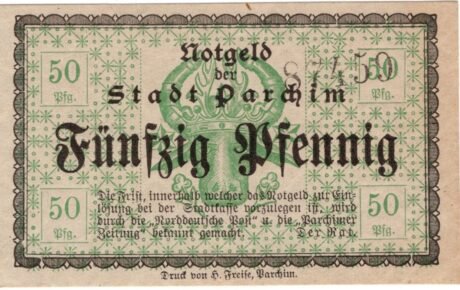 Notgeld
der
Stadt Parchim
87450
Fünfzig Pfennig
50
Pfg.
50
Pfg.
50
Pfg.
50
Pfg.
Die Frist, innerhalb welcher das Notgeld zur Ein-
lösung bei der Stadtkasse vorzulegen ist, wird
durch die „Norddeutsche Post“ u. die „Parchimer
Zeitung“ bekannt gemacht. Der Rat.
Druck von H. Freise, Parchim.